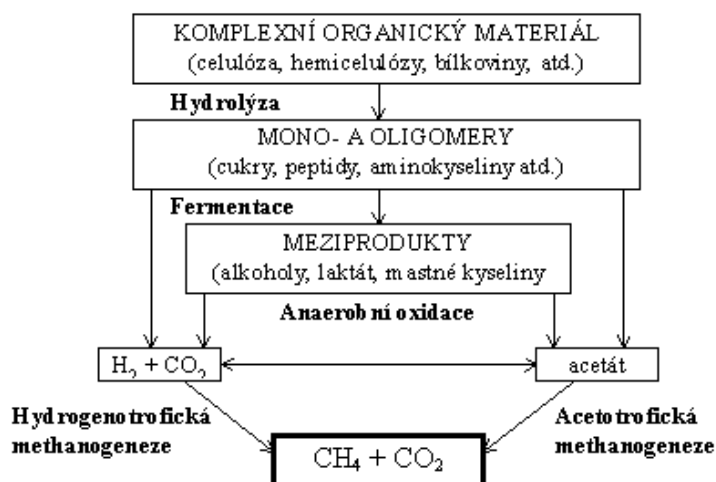 KOMPLEXNÍ ORGANICKÝ MATERIÁL
(celulóza, hemicelulózy, bílkoviny, atd.)
Hydrolýza
MONO- A OLIGOMERY
(cukry, peptidy, aminokyseliny atd.)
Fermentace
MEZIPRODUKTY
(alkoholy, laktát, mastné kyseliny
Anaerobní oxidace
H₂ + CO₂
acetát
Hydrogenotrofická
methanogeneze
Acetotrofická
methanogeneze
CH₄ + CO₂